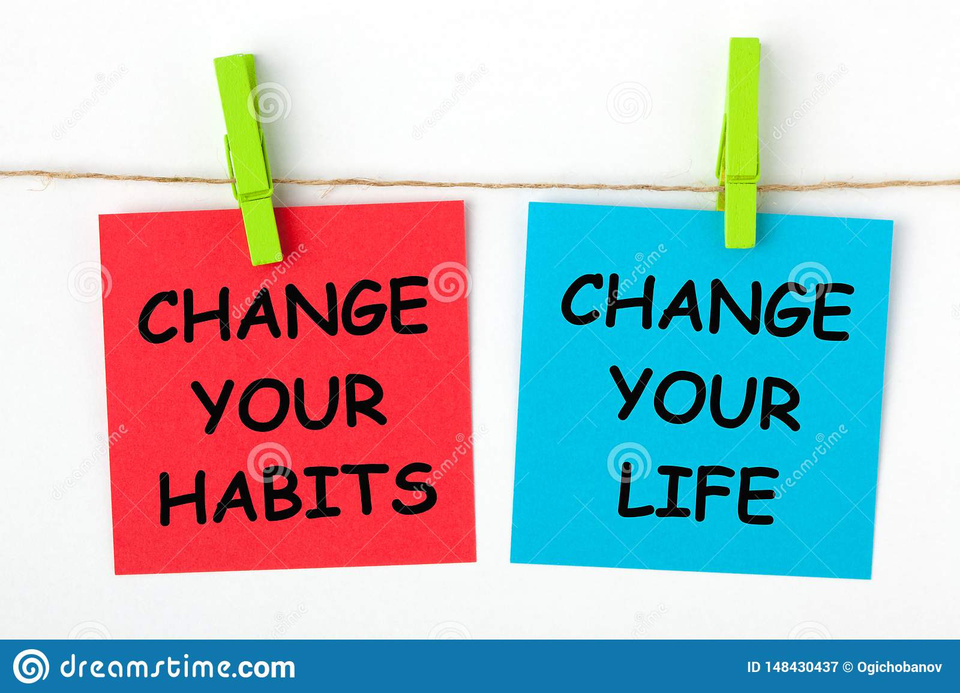 CHANGE
YOUR
HABITS
CHANGE
YOUR
LIFE
dreamstime.com
ID 148430437 © Ogichobanov